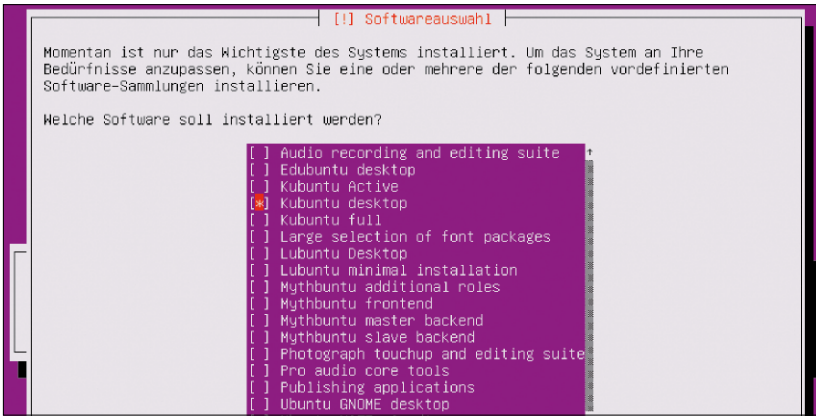 [!] Softwareauswahl
Momentan ist nur das Wichtigste des Systems installiert. Um das System an Ihre
Bedürfnisse anzupassen, können Sie eine oder mehrere der folgenden vordefinierten
Software-Sammlungen installieren.
Welche Software soll installiert werden?
[ ] Audio recording and editing suite ↑
[ ] Edubuntu desktop
[ ] Kubuntu Active
[*] Kubuntu desktop
[ ] Kubuntu full
[ ] Large selection of font packages
[ ] Lubuntu Desktop
[ ] Lubuntu minimal installation
[ ] Mythbuntu additional roles
[ ] Mythbuntu frontend
[ ] Mythbuntu master backend
[ ] Mythbuntu slave backend
[ ] Photograph touchup and editing suite
[ ] Pro audio core tools
[ ] Publishing applications
[ ] Ubuntu GNOME desktop